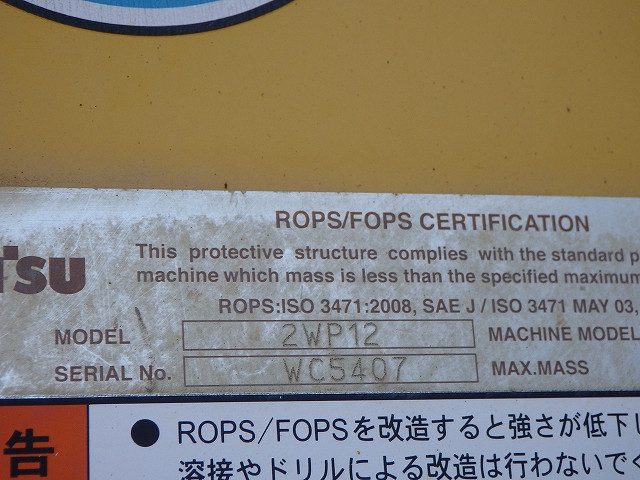 ROPS/FOPS CERTIFICATION
This protective structure complies with the standard p
machine which mass is less than the specified maximum
TSU
ROPS:ISO 3471:2008, SAE J / ISO 3471 MAY 03,
MODEL 2WP12 MACHINE MODEL
SERIAL No. WC5407 MAX.MASS
告
● ROPS/FOPSを改造すると強さが低下し
溶接やドリルによる改造は行わないでく